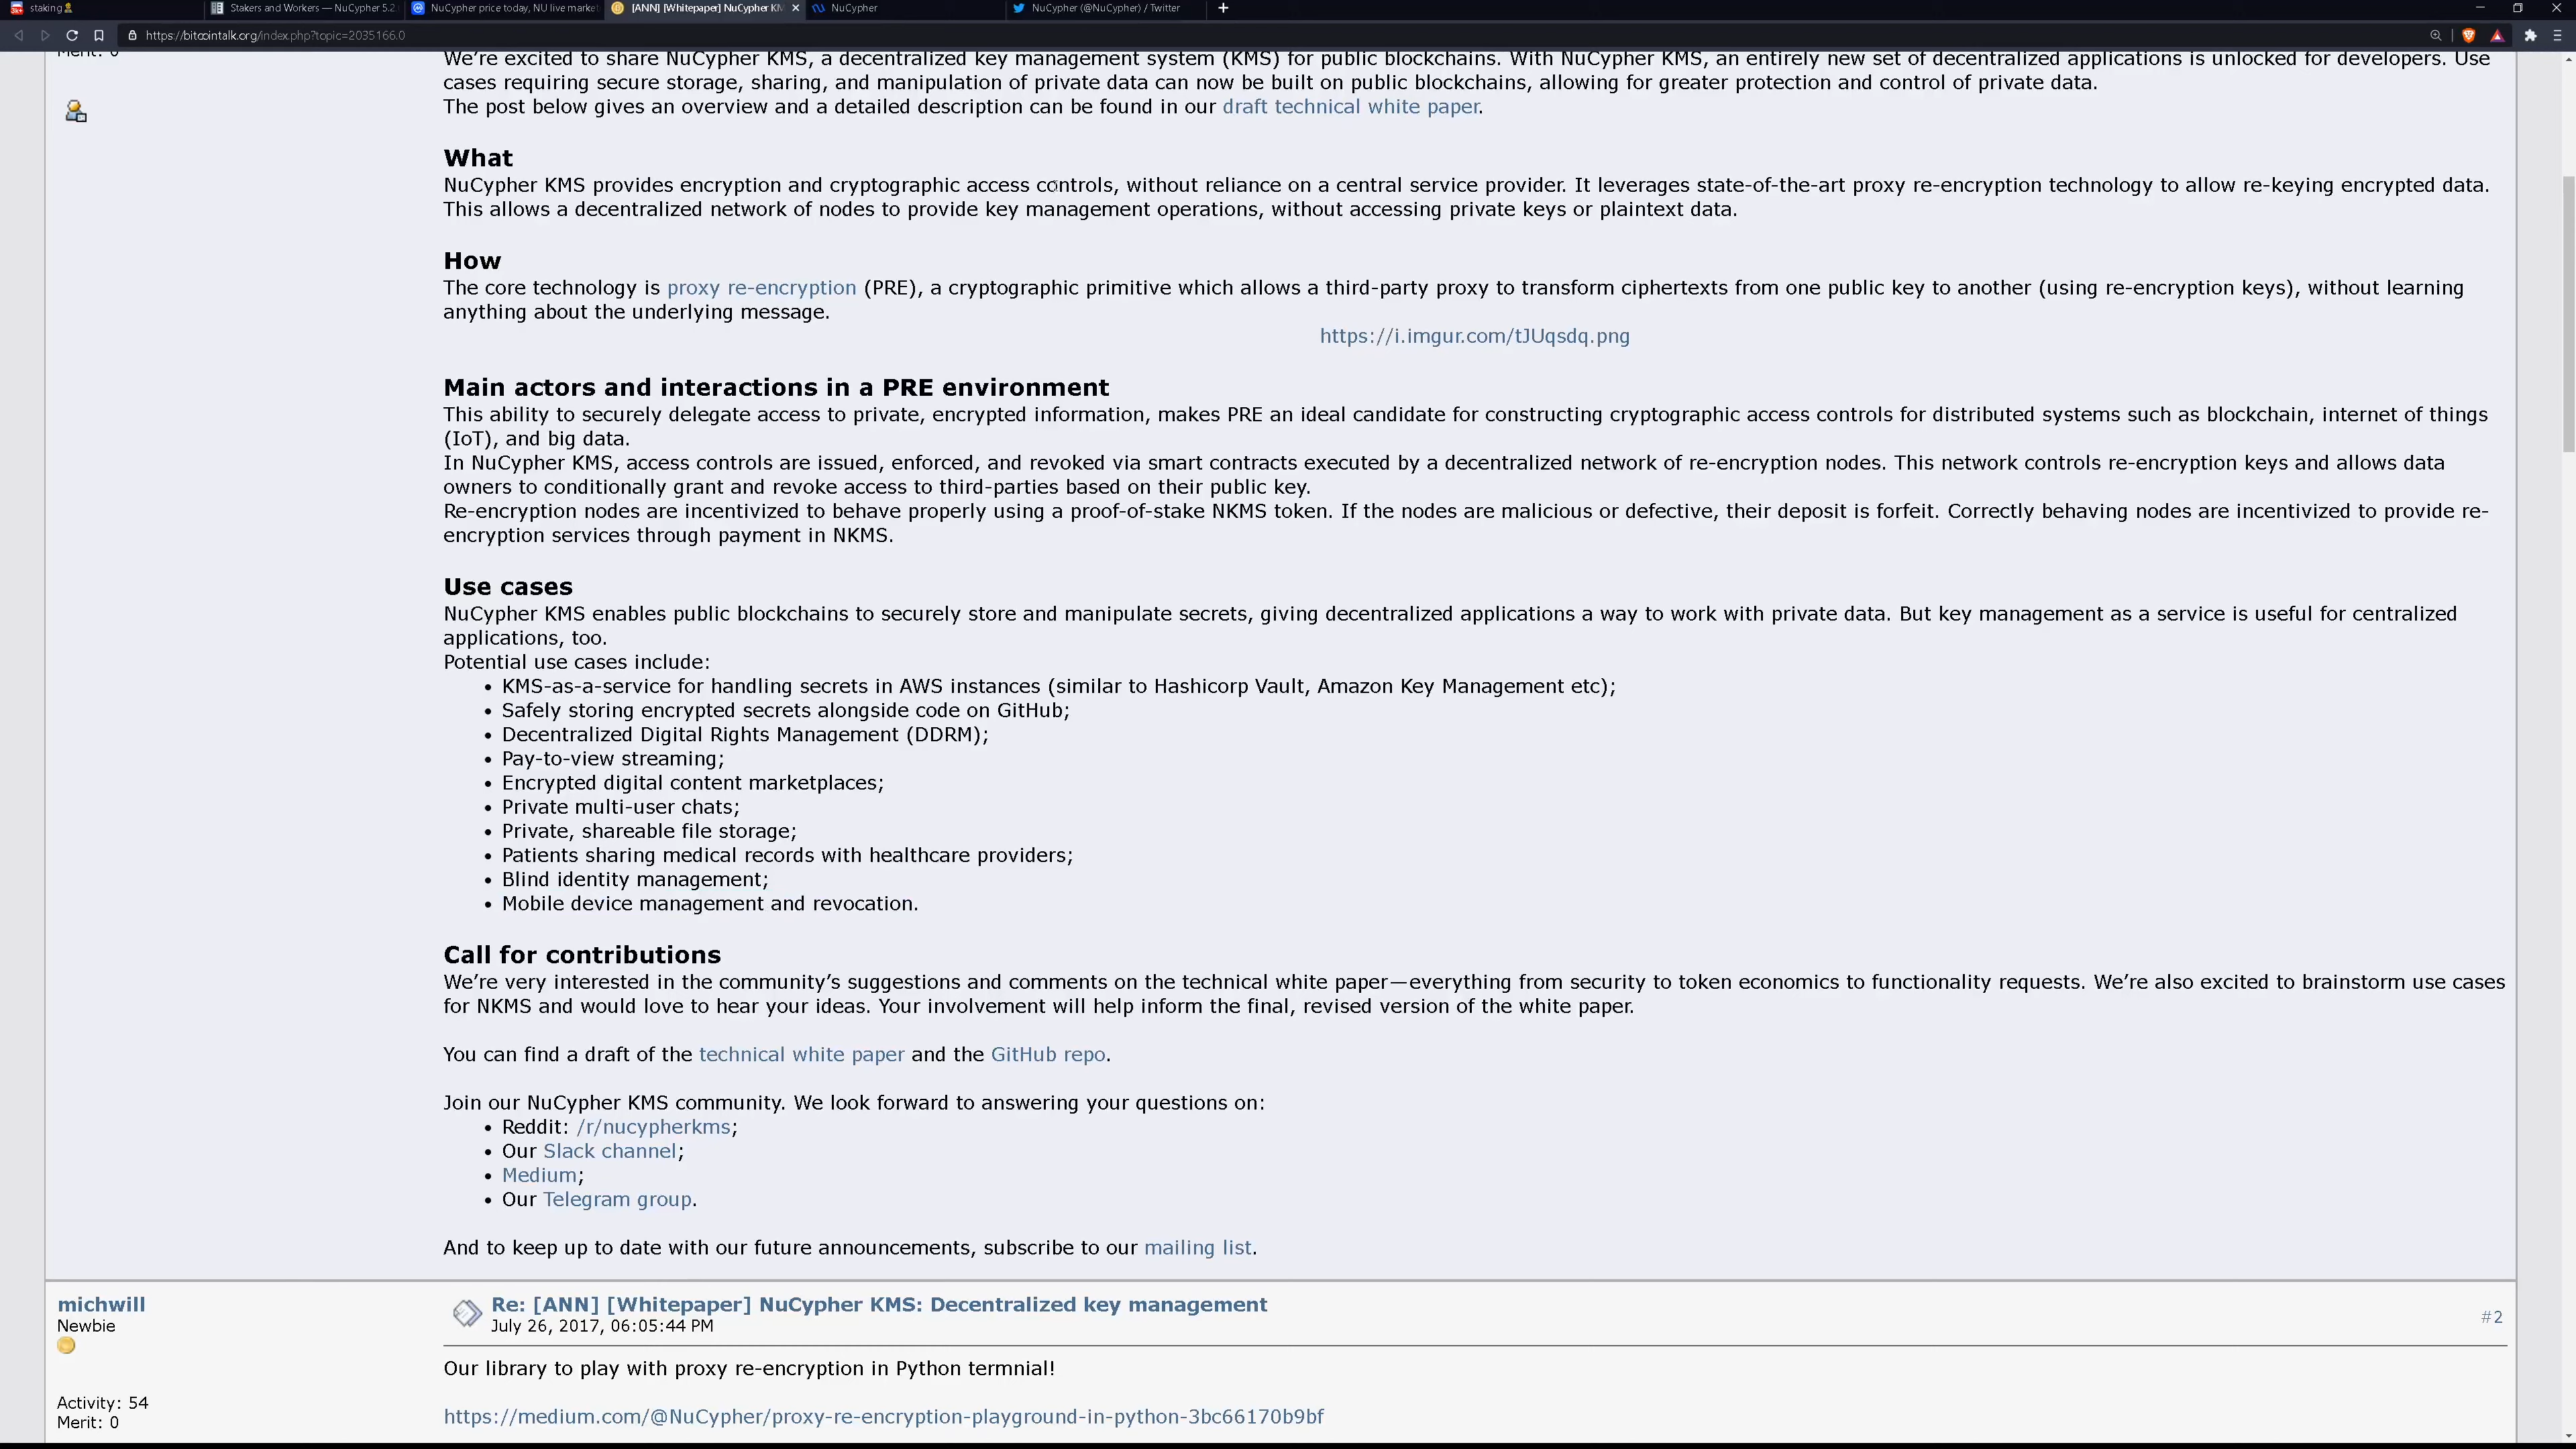 staking
Stakers and Workers — NuCypher 5.2.
NuCypher price today, NU live marke
[ANN] [Whitepaper] NuCypher KM
NuCypher
NuCypher (@NuCypher) / Twitter
https://bitcointalk.org/index.php?topic=2035166.0
Merit: 0
We’re excited to share NuCypher KMS, a decentralized key management system (KMS) for public blockchains. With NuCypher KMS, an entirely new set of decentralized applications is unlocked for developers. Use
cases requiring secure storage, sharing, and manipulation of private data can now be built on public blockchains, allowing for greater protection and control of private data.
The post below gives an overview and a detailed description can be found in our draft technical white paper.
What
NuCypher KMS provides encryption and cryptographic access controls, without reliance on a central service provider. It leverages state-of-the-art proxy re-encryption technology to allow re-keying encrypted data.
This allows a decentralized network of nodes to provide key management operations, without accessing private keys or plaintext data.
How
The core technology is proxy re-encryption (PRE), a cryptographic primitive which allows a third-party proxy to transform ciphertexts from one public key to another (using re-encryption keys), without learning
anything about the underlying message.
https://i.imgur.com/tJUqsdq.png
Main actors and interactions in a PRE environment
This ability to securely delegate access to private, encrypted information, makes PRE an ideal candidate for constructing cryptographic access controls for distributed systems such as blockchain, internet of things
(IoT), and big data.
In NuCypher KMS, access controls are issued, enforced, and revoked via smart contracts executed by a decentralized network of re-encryption nodes. This network controls re-encryption keys and allows data
owners to conditionally grant and revoke access to third-parties based on their public key.
Re-encryption nodes are incentivized to behave properly using a proof-of-stake NKMS token. If the nodes are malicious or defective, their deposit is forfeit. Correctly behaving nodes are incentivized to provide re-
encryption services through payment in NKMS.
Use cases
NuCypher KMS enables public blockchains to securely store and manipulate secrets, giving decentralized applications a way to work with private data. But key management as a service is useful for centralized
applications, too.
Potential use cases include:
• KMS-as-a-service for handling secrets in AWS instances (similar to Hashicorp Vault, Amazon Key Management etc);
• Safely storing encrypted secrets alongside code on GitHub;
• Decentralized Digital Rights Management (DDRM);
• Pay-to-view streaming;
• Encrypted digital content marketplaces;
• Private multi-user chats;
• Private, shareable file storage;
• Patients sharing medical records with healthcare providers;
• Blind identity management;
• Mobile device management and revocation.
Call for contributions
We’re very interested in the community’s suggestions and comments on the technical white paper—everything from security to token economics to functionality requests. We’re also excited to brainstorm use cases
for NKMS and would love to hear your ideas. Your involvement will help inform the final, revised version of the white paper.
You can find a draft of the technical white paper and the GitHub repo.
Join our NuCypher KMS community. We look forward to answering your questions on:
• Reddit: /r/nucypherkms;
• Our Slack channel;
• Medium;
• Our Telegram group.
And to keep up to date with our future announcements, subscribe to our mailing list.
michwill
Newbie
Activity: 54
Merit: 0
Re: [ANN] [Whitepaper] NuCypher KMS: Decentralized key management
July 26, 2017, 06:05:44 PM
#2
Our library to play with proxy re-encryption in Python termnial!
https://medium.com/@NuCypher/proxy-re-encryption-playground-in-python-3bc66170b9bf